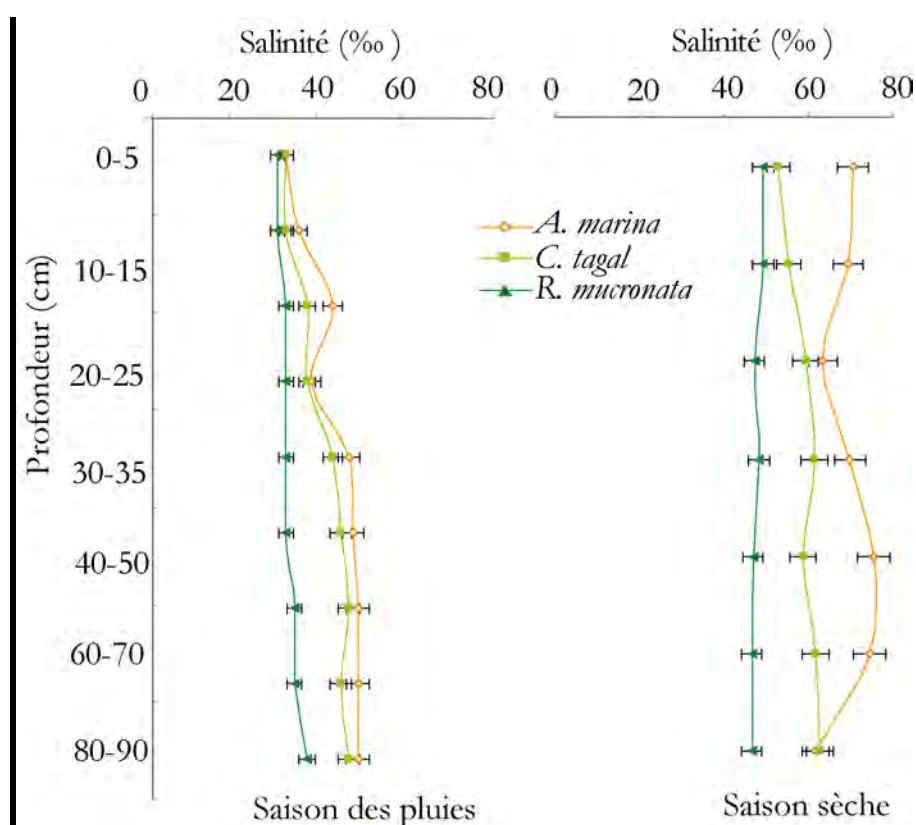 Salinité (‰) Salinité (‰)
0 20 40 60 80 0 20 40 60 80
0-5
A. marina
C. tagal
R. mucronata
10-15
20-25
30-35
40-50
60-70
80-90
Profondeur (cm)
Saison des pluies
Saison sèche